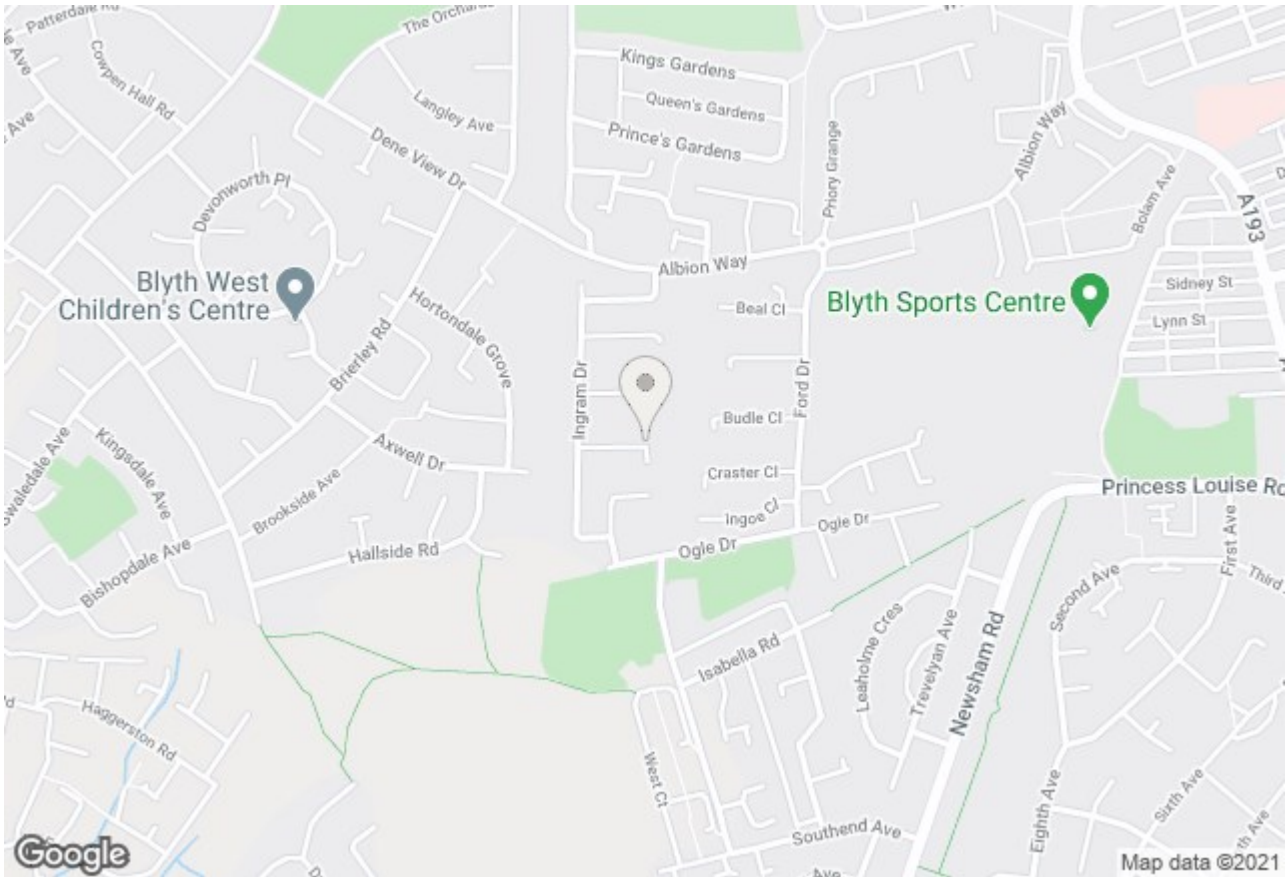 Patterdale Rd
The Orchards
Cowpen Hall Rd
Kings Gardens
Langley Ave
Queen's Gardens
Prince's Gardens
Dene View Dr
Albion Way
Priory Grange
Bolam Ave
A193
Devonworth Pl
Blyth West
Children's Centre
Albion Way
Hortondale Grove
Beal Cl
Blyth Sports Centre
Sidney St
Lynn St
Brierley Rd
Ingram Dr
Ford Dr
Budle Cl
Kingsdale Ave
Axwell Dr
Craster Cl
Princess Louise Rd
Brookside Ave
Ingoe Cl
Ogle Dr
Hallside Rd
Ogle Dr
First Ave
Bishopdale Ave
Second Ave
Third
Leaholme Cres
Trevelyan Ave
Isabella Rd
Newsham Rd
Haggerston Rd
West Ct
Eighth Ave
Sixth Ave
Southend Ave
Google
Map data ©2021